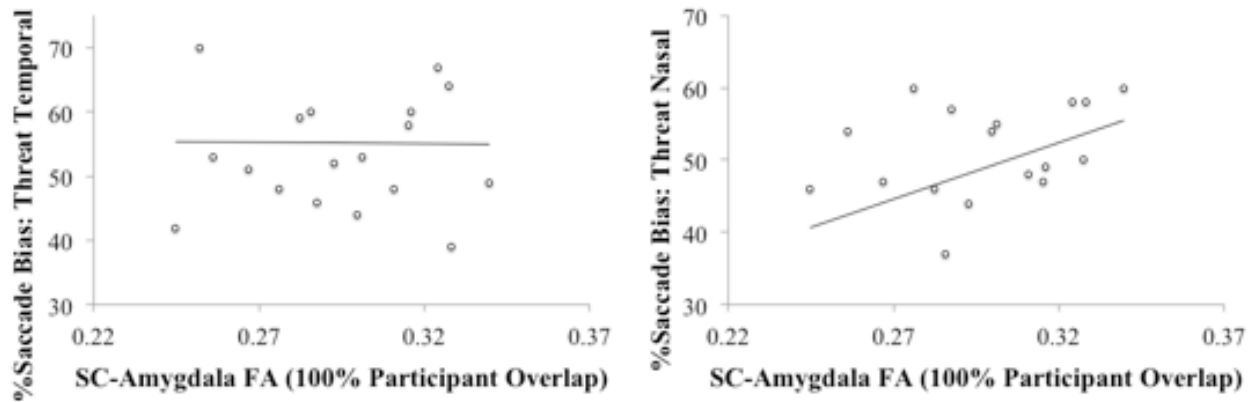 %Saccade Bias: Threat Temporal
70
60
50
40
30
0.22 0.27 0.32 0.37
SC-Amygdala FA (100% Participant Overlap)
%Saccade Bias: Threat Nasal
70
60
50
40
30
0.22 0.27 0.32 0.37
SC-Amygdala FA (100% Participant Overlap)